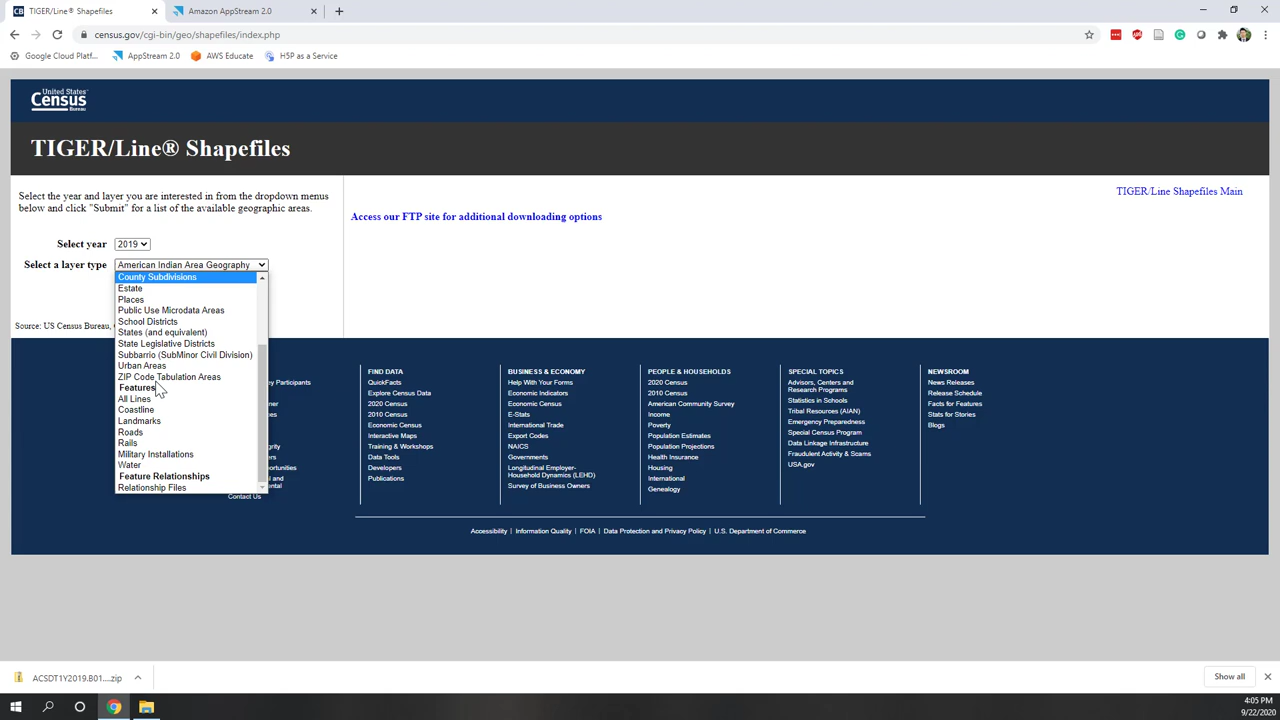 TIGER/Line® Shapefiles
Amazon AppStream 2.0
census.gov/cgi-bin/geo/shapefiles/index.php
Google Cloud Platf...
AppStream 2.0
AWS Educate
H5P as a Service
United States®
Census
Bureau
TIGER/Line® Shapefiles
Select the year and layer you are interested in from the dropdown menus
below and click "Submit" for a list of the available geographic areas.
TIGER/Line Shapefiles Main
Access our FTP site for additional downloading options
Select year 2019
Select a layer type American Indian Area Geography
County Subdivisions
Estate
Places
Public Use Microdata Areas
School Districts
States (and equivalent)
State Legislative Districts
Subbarrio (SubMinor Civil Division)
Urban Areas
ZIP Code Tabulation Areas
Features
All Lines
Coastline
Landmarks
Roads
Rails
Military Installations
Water
Feature Relationships
Relationship Files
Source: US Census Bureau,
Contact Us
FIND DATA
QuickFacts
Explore Census Data
2020 Census
2010 Census
Economic Census
Interactive Maps
Training & Workshops
Data Tools
Developers
Publications
BUSINESS & ECONOMY
Help With Your Forms
Economic Indicators
Economic Census
E-Stats
International Trade
Export Codes
NAICS
Governments
Longitudinal Employer-
Household Dynamics (LEHD)
Survey of Business Owners
PEOPLE & HOUSEHOLDS
2020 Census
2010 Census
American Community Survey
Income
Poverty
Population Estimates
Population Projections
Health Insurance
Housing
International
Genealogy
SPECIAL TOPICS
Advisors, Centers and
Research Programs
Statistics in Schools
Tribal Resources (AIAN)
Emergency Preparedness
Special Census Program
Data Linkage Infrastructure
Fraudulent Activity & Scams
USA.gov
NEWSROOM
News Releases
Release Schedule
Facts for Features
Stats for Stories
Blogs
Accessibility | Information Quality | FOIA | Data Protection and Privacy Policy | U.S. Department of Commerce
ACSDT1Y2019.B01....zip
Show all
4:05 PM
9/22/2020